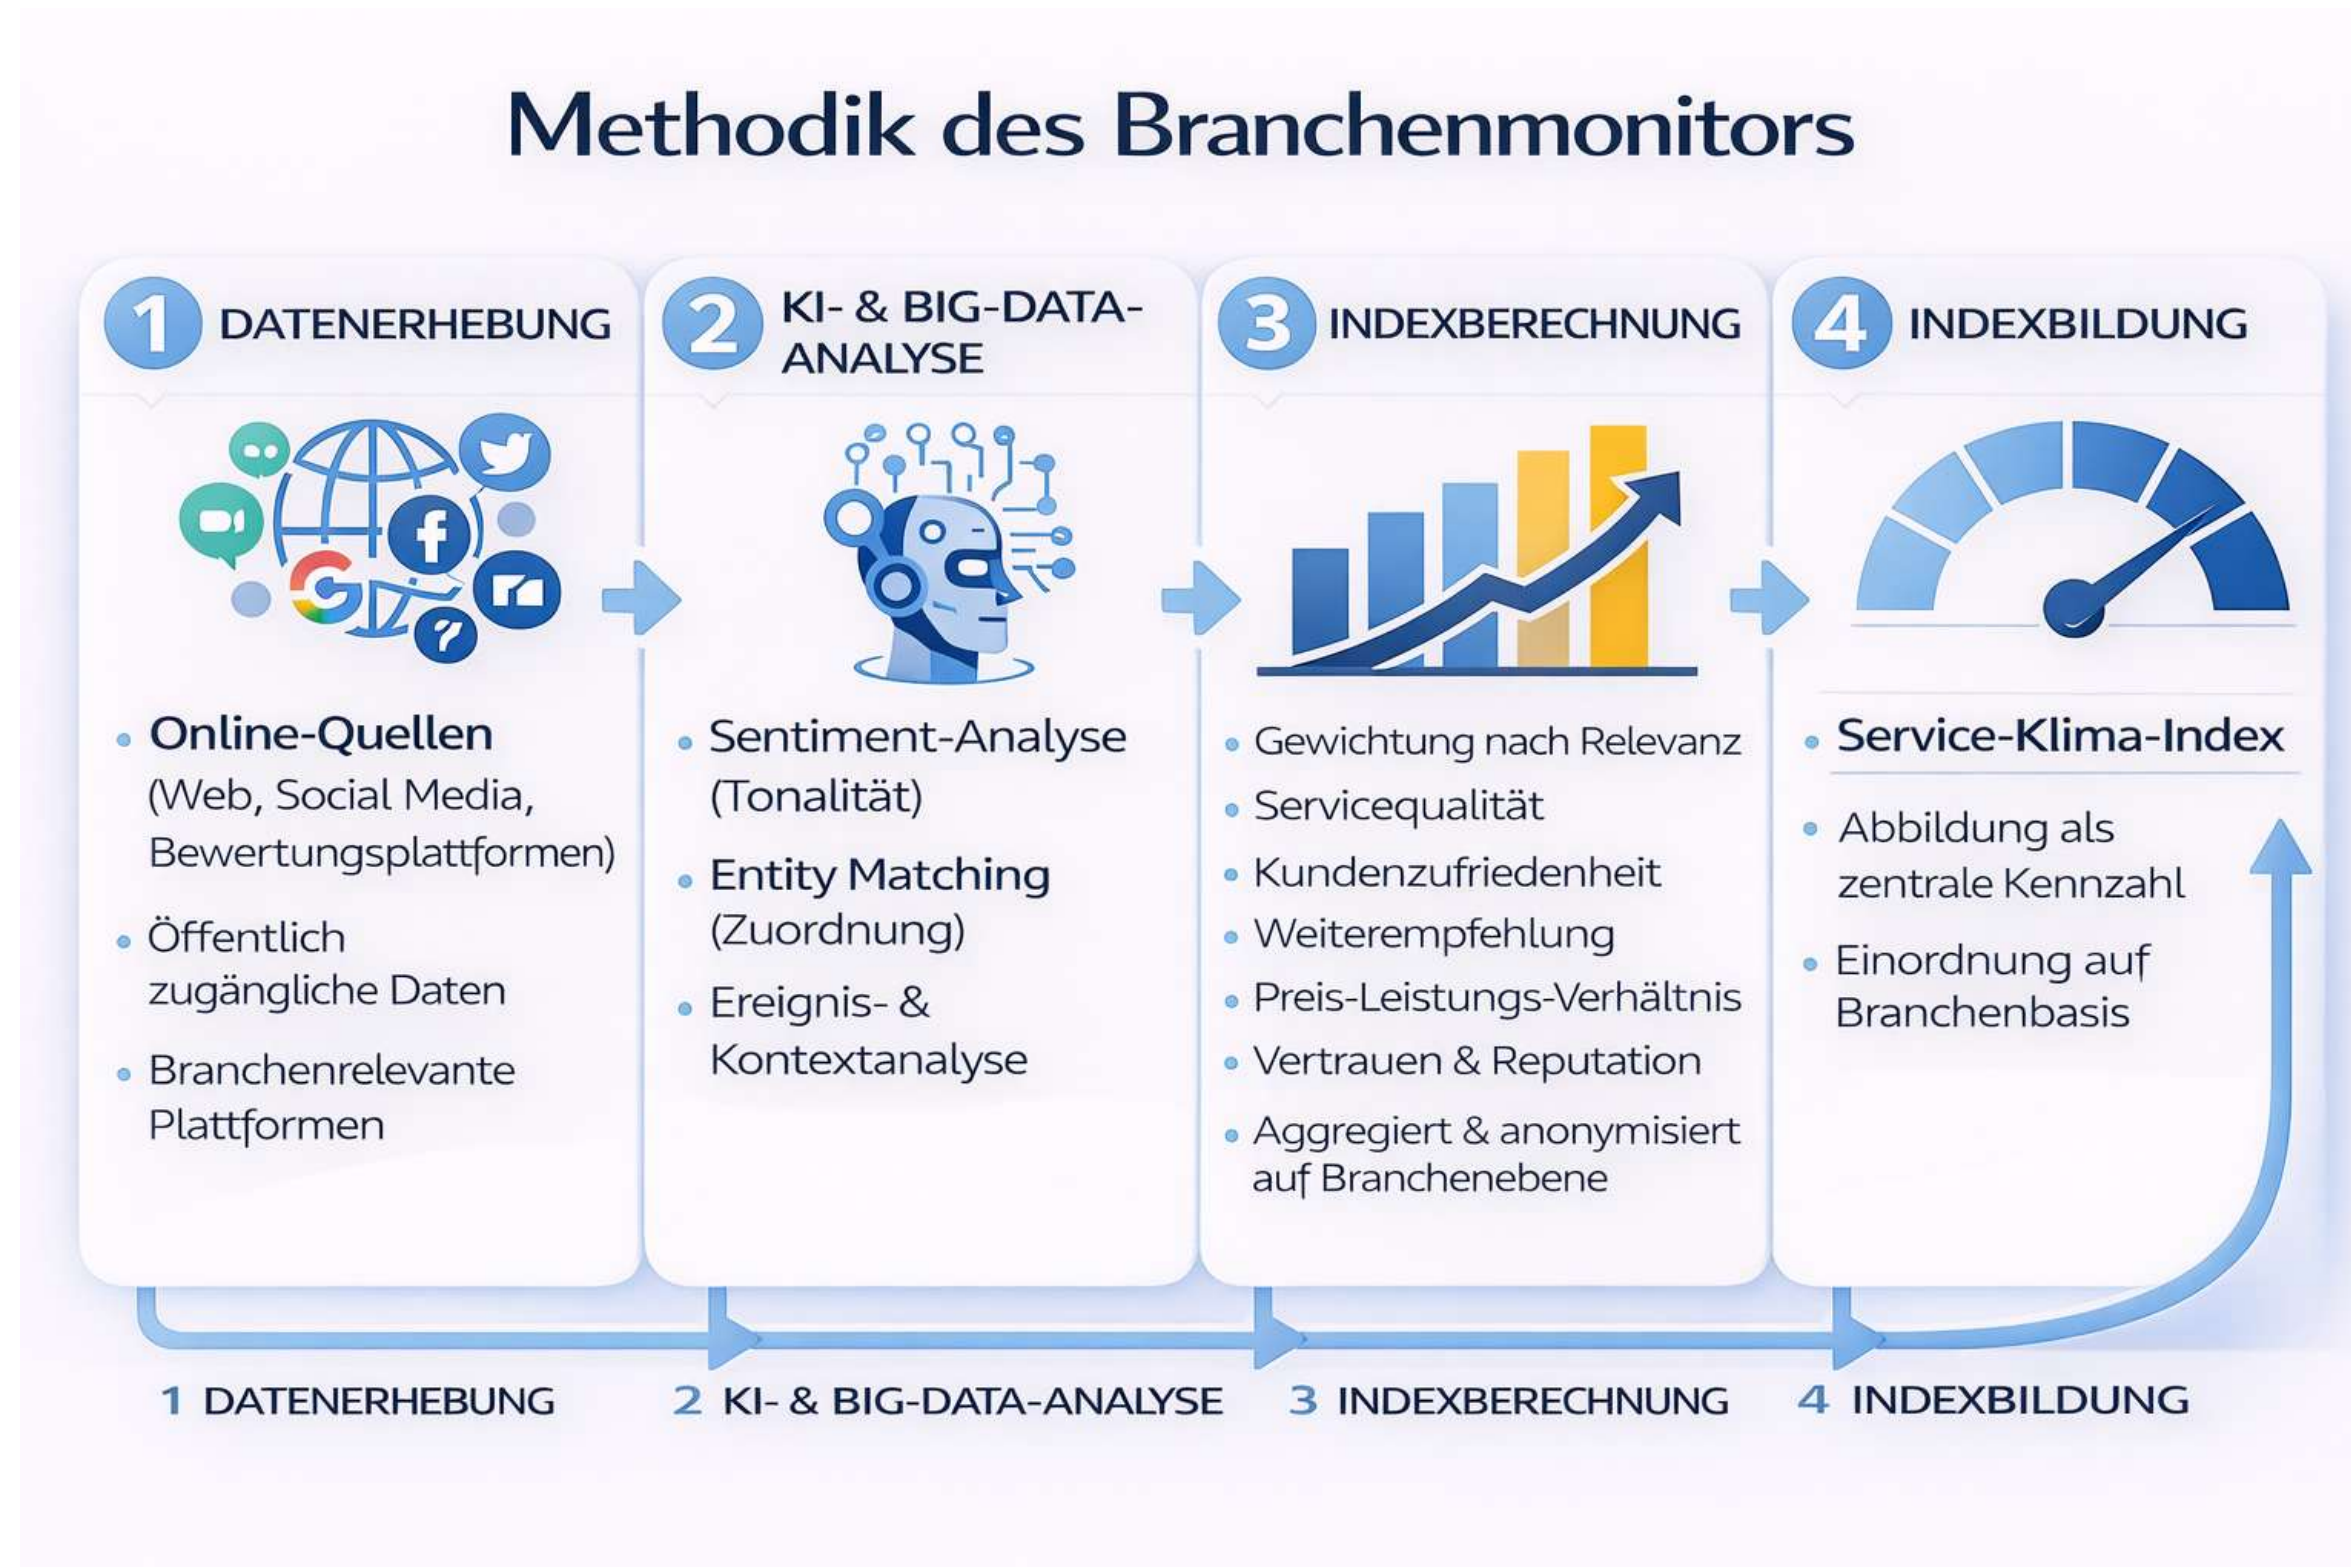 Methodik des Branchenmonitors
1 DATENERHEBUNG
• Online-Quellen
(Web, Social Media,
Bewertungsplattformen)
• Öffentlich
zugängliche Daten
• Branchenrelevante
Plattformen
2 KI- & BIG-DATA-
ANALYSE
• Sentiment-Analyse
(Tonalität)
• Entity Matching
(Zuordnung)
• Ereignis- &
Kontextanalyse
3 INDEXBERECHNUNG
• Gewichtung nach Relevanz
• Servicequalität
• Kundenzufriedenheit
• Weiterempfehlung
• Preis-Leistungs-Verhältnis
• Vertrauen & Reputation
• Aggregiert & anonymisiert
auf Branchenebene
4 INDEXBILDUNG
• Service-Klima-Index
• Abbildung als
zentrale Kennzahl
• Einordnung auf
Branchenbasis
1 DATENERHEBUNG
2 KI- & BIG-DATA-ANALYSE
3 INDEXBERECHNUNG
4 INDEXBILDUNG